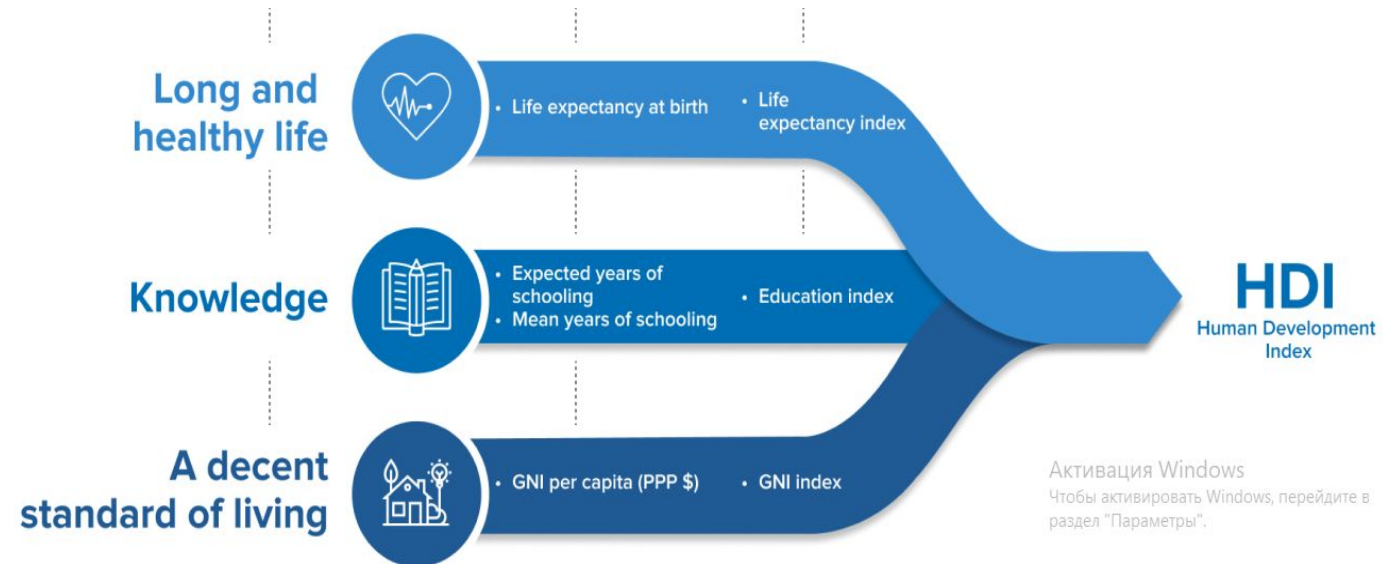 Long and
healthy life
• Life expectancy at birth
• Life
expectancy index
Knowledge
• Expected years of
schooling
• Mean years of schooling
• Education index
A decent
standard of living
• GNI per capita (PPP $)
• GNI index
HDI
Human Development
Index
Активация Windows
Чтобы активировать Windows, перейдите в
раздел "Параметры".